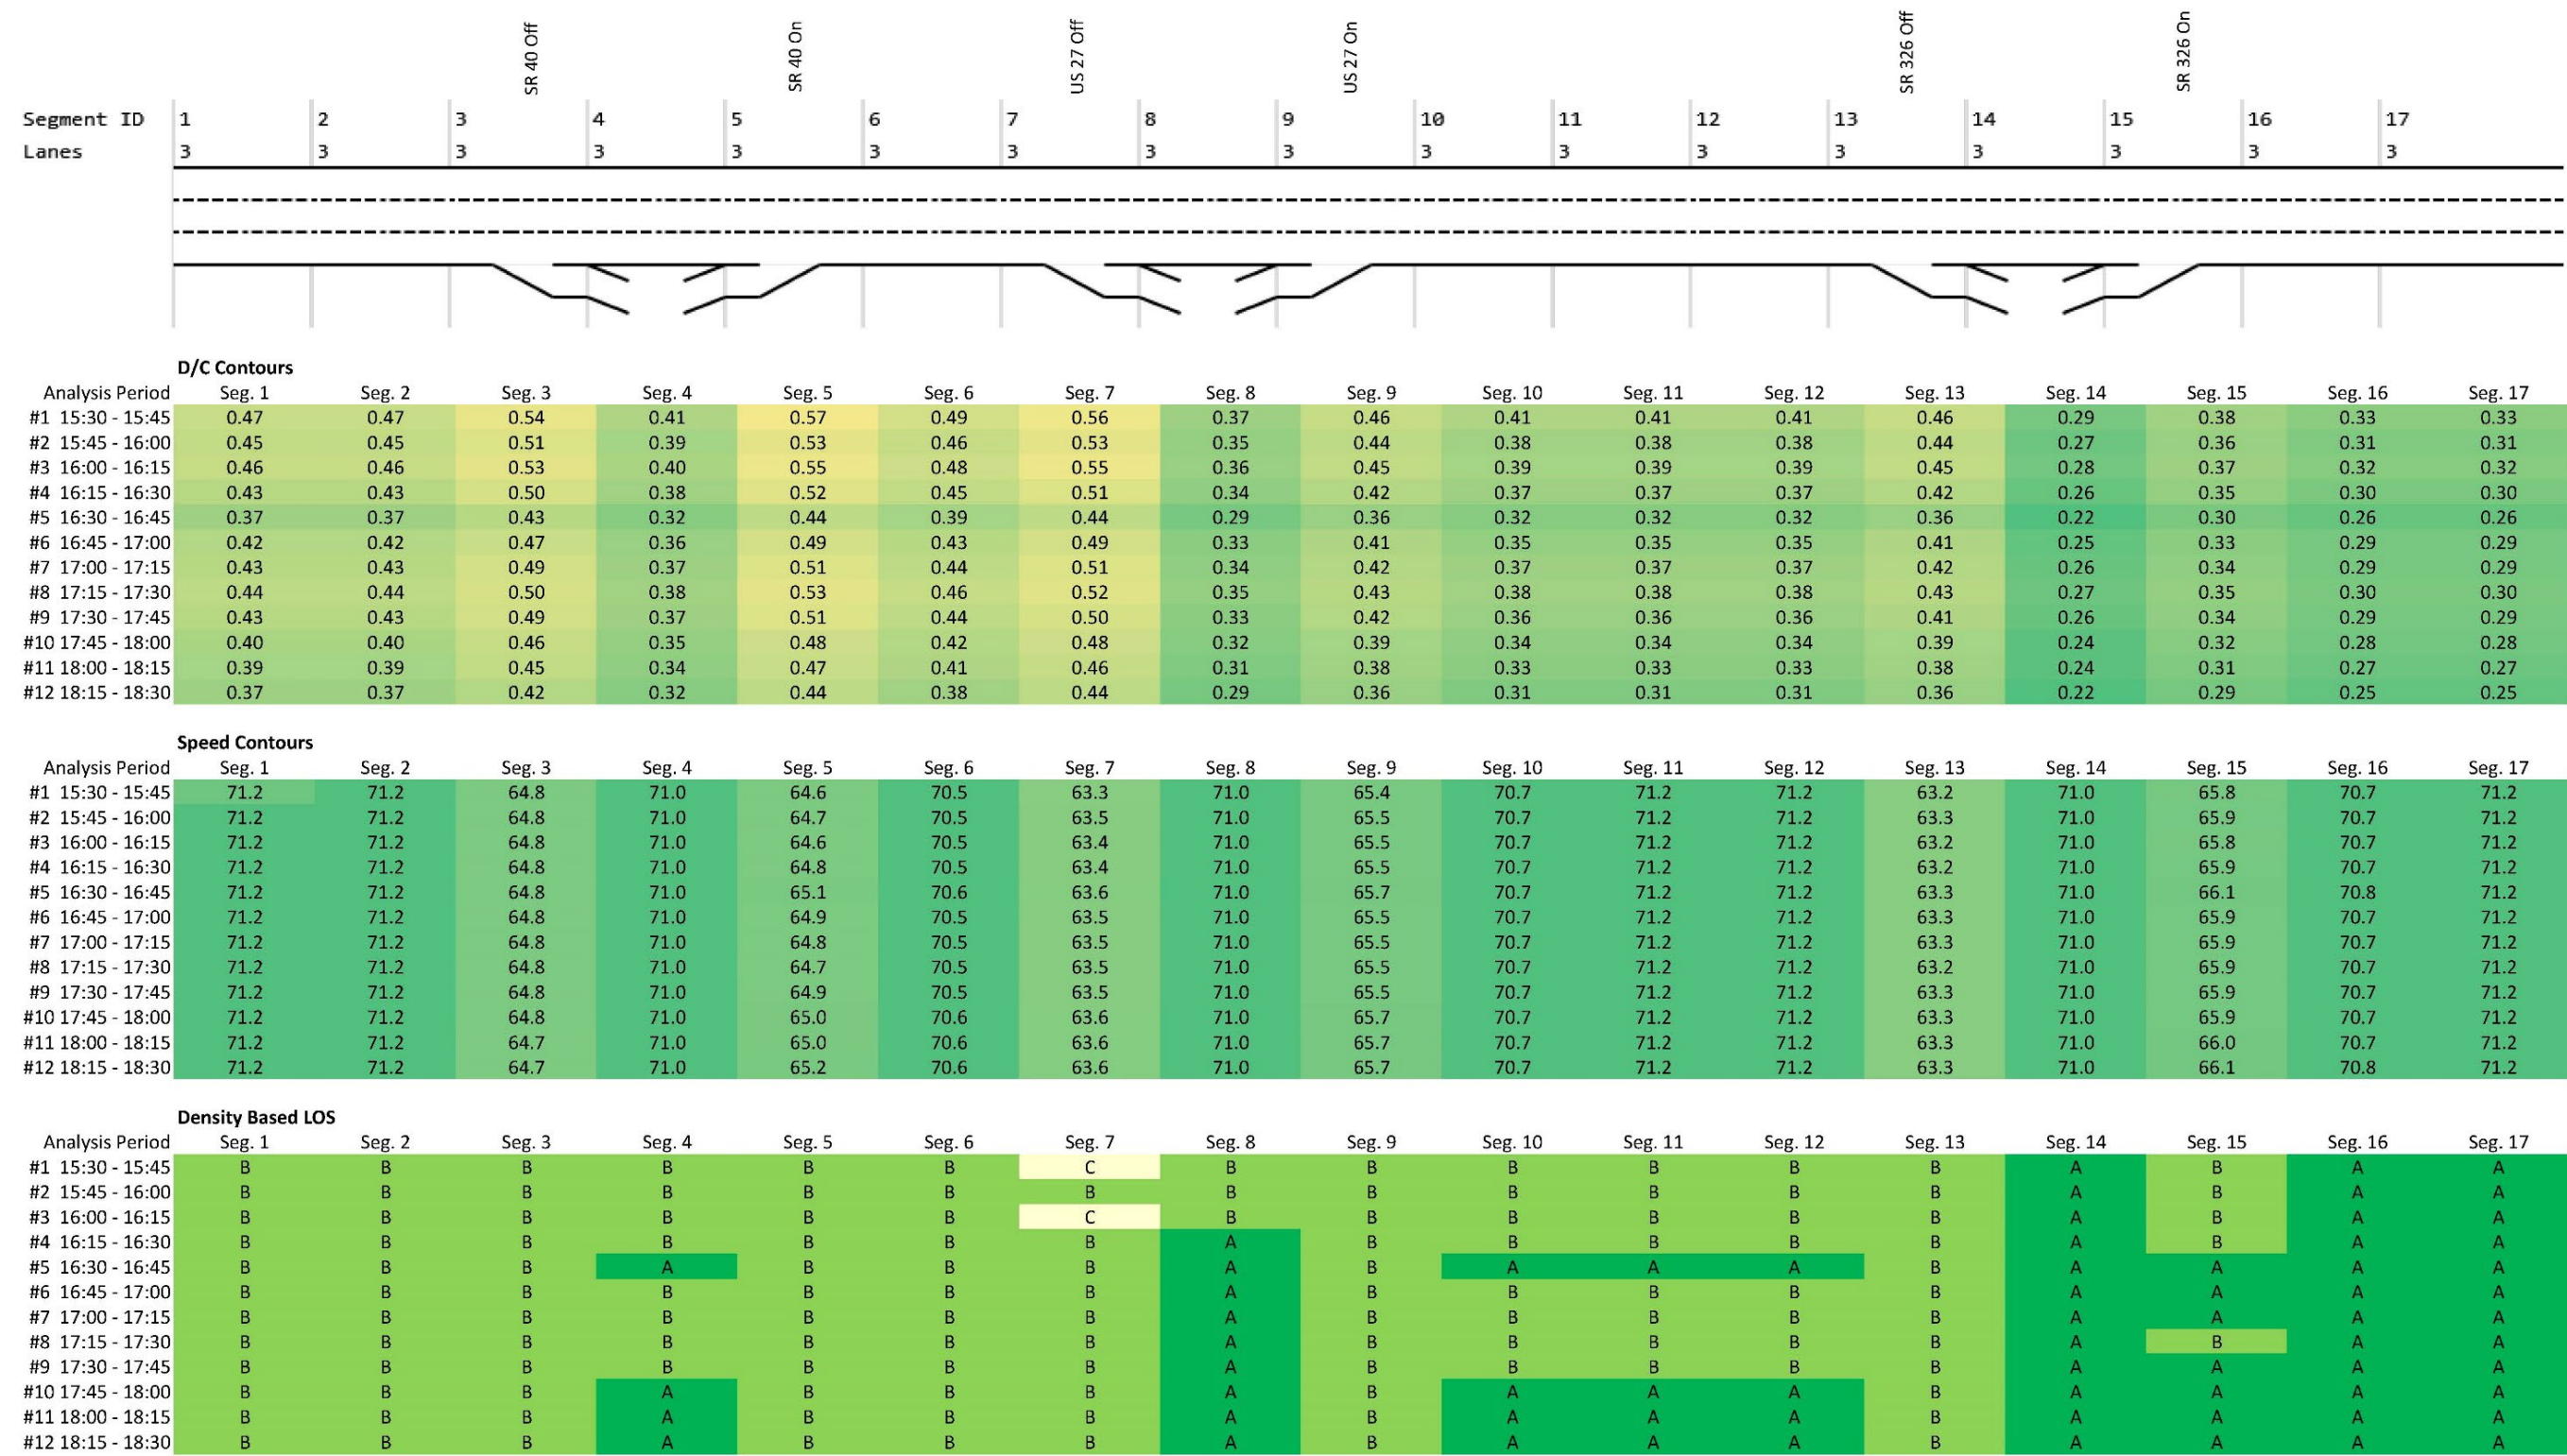 SR 40 Off SR 40 On US 27 Off US 27 On SR 326 Off SR 326 On
Segment ID 1 2 3 4 5 6 7 8 9 10 11 12 13 14 15 16 17
Lanes 3 3 3 3 3 3 3 3 3 3 3 3 3 3 3 3 3
D/C Contours
Analysis Period Seg. 1 Seg. 2 Seg. 3 Seg. 4 Seg. 5 Seg. 6 Seg. 7 Seg. 8 Seg. 9 Seg. 10 Seg. 11 Seg. 12 Seg. 13 Seg. 14 Seg. 15 Seg. 16 Seg. 17
#1 15:30 - 15:45 0.47 0.47 0.54 0.41 0.57 0.49 0.56 0.37 0.46 0.41 0.41 0.41 0.46 0.29 0.38 0.33 0.33
#2 15:45 - 16:00 0.45 0.45 0.51 0.39 0.53 0.46 0.53 0.35 0.44 0.38 0.38 0.38 0.44 0.27 0.36 0.31 0.31
#3 16:00 - 16:15 0.46 0.46 0.53 0.40 0.55 0.48 0.55 0.36 0.45 0.39 0.39 0.39 0.45 0.28 0.37 0.32 0.32
#4 16:15 - 16:30 0.43 0.43 0.50 0.38 0.52 0.45 0.51 0.34 0.42 0.37 0.37 0.37 0.42 0.26 0.35 0.30 0.30
#5 16:30 - 16:45 0.37 0.37 0.43 0.32 0.44 0.39 0.44 0.29 0.36 0.32 0.32 0.32 0.36 0.22 0.30 0.26 0.26
#6 16:45 - 17:00 0.42 0.42 0.47 0.36 0.49 0.43 0.49 0.33 0.41 0.35 0.35 0.35 0.41 0.25 0.33 0.29 0.29
#7 17:00 - 17:15 0.43 0.43 0.49 0.37 0.51 0.44 0.51 0.34 0.42 0.37 0.37 0.37 0.42 0.26 0.34 0.29 0.29
#8 17:15 - 17:30 0.44 0.44 0.50 0.38 0.53 0.46 0.52 0.35 0.43 0.38 0.38 0.38 0.43 0.27 0.35 0.30 0.30
#9 17:30 - 17:45 0.43 0.43 0.49 0.37 0.51 0.44 0.50 0.33 0.42 0.36 0.36 0.36 0.41 0.26 0.34 0.29 0.29
#10 17:45 - 18:00 0.40 0.40 0.46 0.35 0.48 0.42 0.48 0.32 0.39 0.34 0.34 0.34 0.39 0.24 0.32 0.28 0.28
#11 18:00 - 18:15 0.39 0.39 0.45 0.34 0.47 0.41 0.46 0.31 0.38 0.33 0.33 0.33 0.38 0.24 0.31 0.27 0.27
#12 18:15 - 18:30 0.37 0.37 0.42 0.32 0.44 0.38 0.44 0.29 0.36 0.31 0.31 0.31 0.36 0.22 0.29 0.25 0.25
Speed Contours
Analysis Period Seg. 1 Seg. 2 Seg. 3 Seg. 4 Seg. 5 Seg. 6 Seg. 7 Seg. 8 Seg. 9 Seg. 10 Seg. 11 Seg. 12 Seg. 13 Seg. 14 Seg. 15 Seg. 16 Seg. 17
#1 15:30 - 15:45 71.2 71.2 64.8 71.0 64.6 70.5 63.3 71.0 65.4 70.7 71.2 71.2 63.2 71.0 65.8 70.7 71.2
#2 15:45 - 16:00 71.2 71.2 64.8 71.0 64.7 70.5 63.5 71.0 65.5 70.7 71.2 71.2 63.3 71.0 65.9 70.7 71.2
#3 16:00 - 16:15 71.2 71.2 64.8 71.0 64.6 70.5 63.4 71.0 65.5 70.7 71.2 71.2 63.2 71.0 65.8 70.7 71.2
#4 16:15 - 16:30 71.2 71.2 64.8 71.0 64.8 70.5 63.4 71.0 65.5 70.7 71.2 71.2 63.2 71.0 65.9 70.7 71.2
#5 16:30 - 16:45 71.2 71.2 64.8 71.0 65.1 70.6 63.6 71.0 65.7 70.7 71.2 71.2 63.3 71.0 66.1 70.8 71.2
#6 16:45 - 17:00 71.2 71.2 64.8 71.0 64.9 70.5 63.5 71.0 65.5 70.7 71.2 71.2 63.3 71.0 65.9 70.7 71.2
#7 17:00 - 17:15 71.2 71.2 64.8 71.0 64.8 70.5 63.5 71.0 65.5 70.7 71.2 71.2 63.3 71.0 65.9 70.7 71.2
#8 17:15 - 17:30 71.2 71.2 64.8 71.0 64.7 70.5 63.5 71.0 65.5 70.7 71.2 71.2 63.2 71.0 65.9 70.7 71.2
#9 17:30 - 17:45 71.2 71.2 64.8 71.0 64.9 70.5 63.5 71.0 65.5 70.7 71.2 71.2 63.3 71.0 65.9 70.7 71.2
#10 17:45 - 18:00 71.2 71.2 64.8 71.0 65.0 70.6 63.6 71.0 65.7 70.7 71.2 71.2 63.3 71.0 65.9 70.7 71.2
#11 18:00 - 18:15 71.2 71.2 64.7 71.0 65.0 70.6 63.6 71.0 65.7 70.7 71.2 71.2 63.3 71.0 66.0 70.7 71.2
#12 18:15 - 18:30 71.2 71.2 64.7 71.0 65.2 70.6 63.6 71.0 65.7 70.7 71.2 71.2 63.3 71.0 66.1 70.8 71.2
Density Based LOS
Analysis Period Seg. 1 Seg. 2 Seg. 3 Seg. 4 Seg. 5 Seg. 6 Seg. 7 Seg. 8 Seg. 9 Seg. 10 Seg. 11 Seg. 12 Seg. 13 Seg. 14 Seg. 15 Seg. 16 Seg. 17
#1 15:30 - 15:45 B B B B B B C B B B B B B A B A A
#2 15:45 - 16:00 B B B B B B B B B B B B B A B A A
#3 16:00 - 16:15 B B B B B B C B B B B B B A B A A
#4 16:15 - 16:30 B B B B B B B A B B B B B A B A A
#5 16:30 - 16:45 B B B A B B B A B A A A B A A A A
#6 16:45 - 17:00 B B B B B B B A B B B B B A A A A
#7 17:00 - 17:15 B B B B B B B A B B B B B A A A A
#8 17:15 - 17:30 B B B B B B B A B B B B B A B A A
#9 17:30 - 17:45 B B B B B B B A B B B B B A A A A
#10 17:45 - 18:00 B B B A B B B A B A A A B A A A A
#11 18:00 - 18:15 B B B A B B B A B A A A B A A A A
#12 18:15 - 18:30 B B B A B B B A B A A A B A A A A